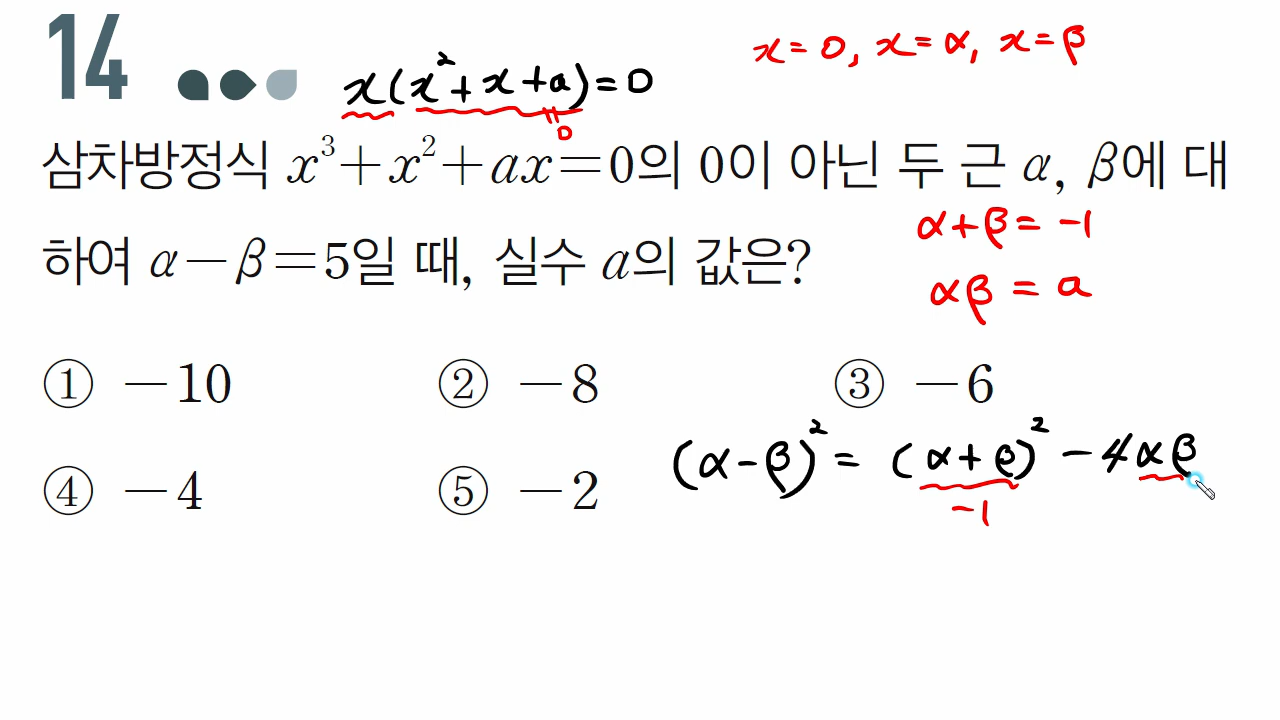 14
x(x²+x+a)=0
0
x=0, x=α, x=β
삼차방정식 x³+x²+ax=0의 0이 아닌 두 근 α, β에 대
하여 α-β=5일 때, 실수 a의 값은?
α+β=-1
αβ=a
① -10
② -8
③ -6
④ -4
⑤ -2
(α-β)²=(α+β)²-4αβ
-1